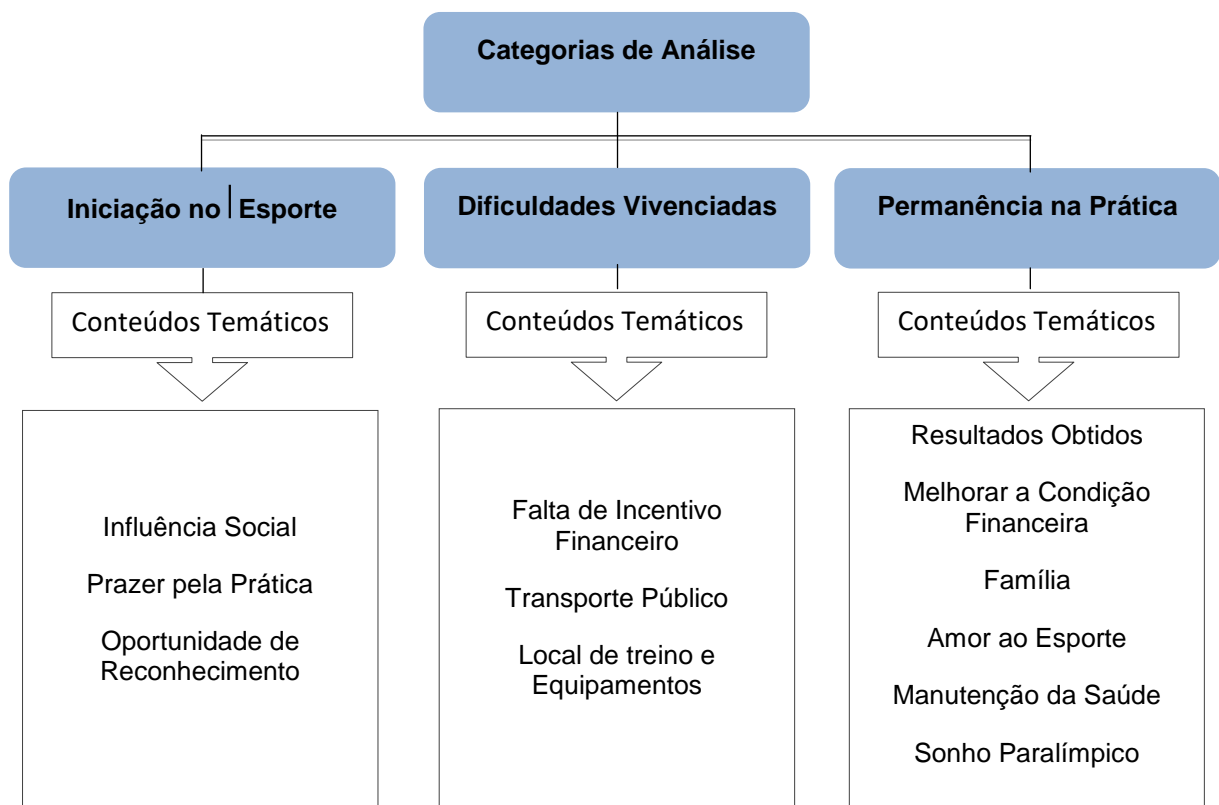 Categorias de Análise
Iniciação no Esporte
Dificuldades Vivenciadas
Permanência na Prática
Conteúdos Temáticos
Conteúdos Temáticos
Conteúdos Temáticos
Influência Social
Prazer pela Prática
Oportunidade de
Reconhecimento
Falta de Incentivo
Financeiro
Transporte Público
Local de treino e
Equipamentos
Resultados Obtidos
Melhorar a Condição
Financeira
Família
Amor ao Esporte
Manutenção da Saúde
Sonho Paralímpico